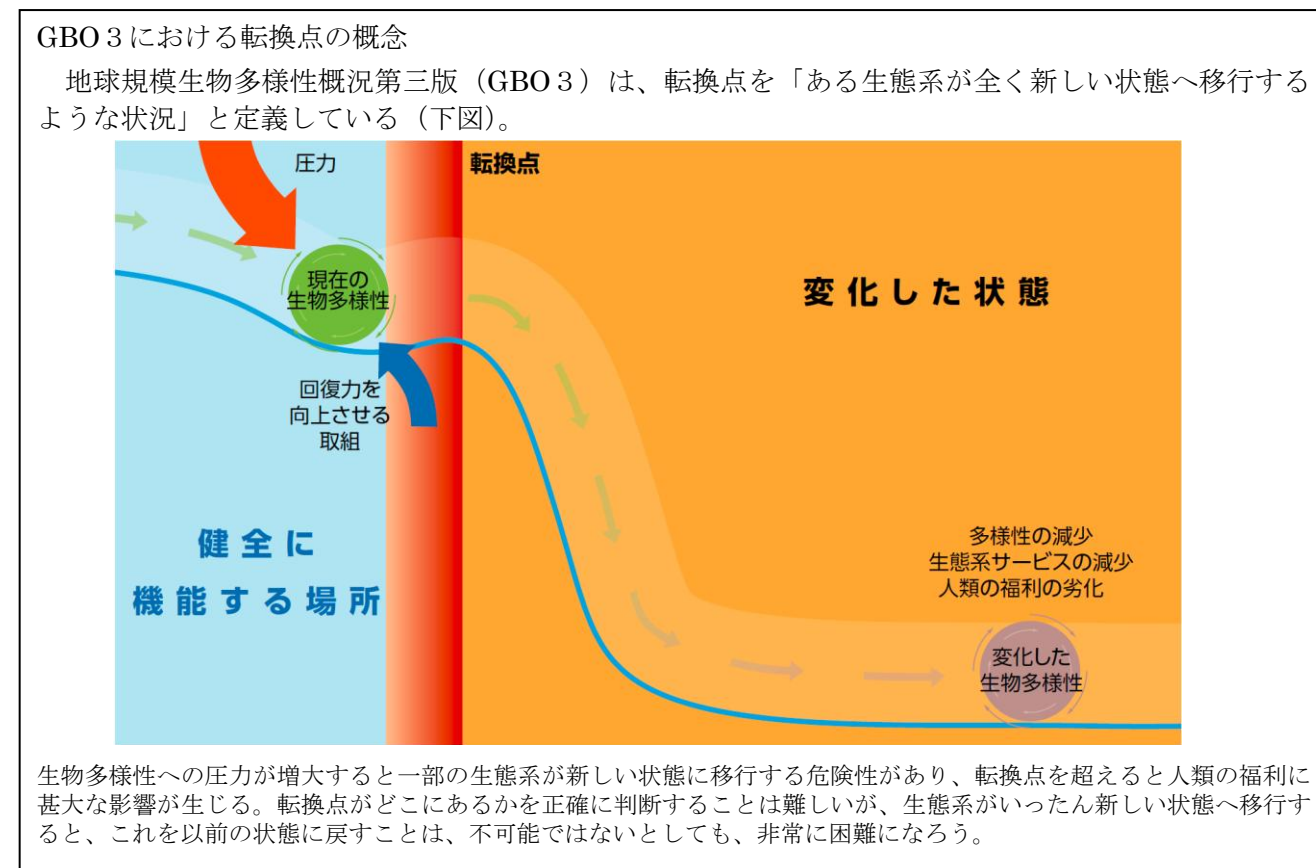 GBO３における転換点の概念
地球規模生物多様性概況第三版（GBO３）は、転換点を「ある生態系が全く新しい状態へ移行する
ような状況」と定義している（下図）。
圧力
転換点
現在の
生物多様性
変化した状態
回復力を
向上させる
取組
健全に
機能する場所
多様性の減少
生態系サービスの減少
人類の福利の劣化
変化した
生物多様性
生物多様性への圧力が増大すると一部の生態系が新しい状態に移行する危険性があり、転換点を超えると人類の福利に
甚大な影響が生じる。転換点がどこにあるかを正確に判断することは難しいが、生態系がいったん新しい状態へ移行す
ると、これを以前の状態に戻すことは、不可能ではないとしても、非常に困難になろう。